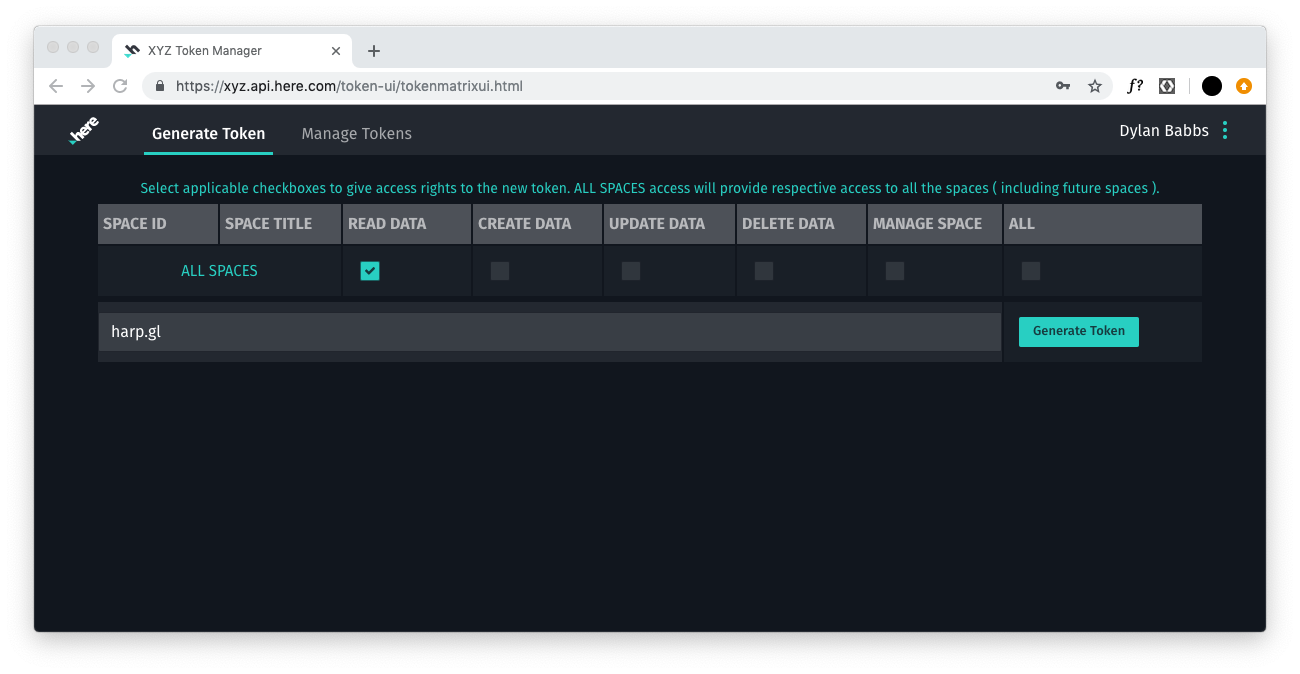 XYZ Token Manager
https://xyz.api.here.com/token-ui/tokenmatrixui.html
f?
here
Generate Token
Manage Tokens
Dylan Babbs
Select applicable checkboxes to give access rights to the new token. ALL SPACES access will provide respective access to all the spaces ( including future spaces ).
SPACE ID SPACE TITLE READ DATA CREATE DATA UPDATE DATA DELETE DATA MANAGE SPACE ALL
ALL SPACES
harp.gl
Generate Token